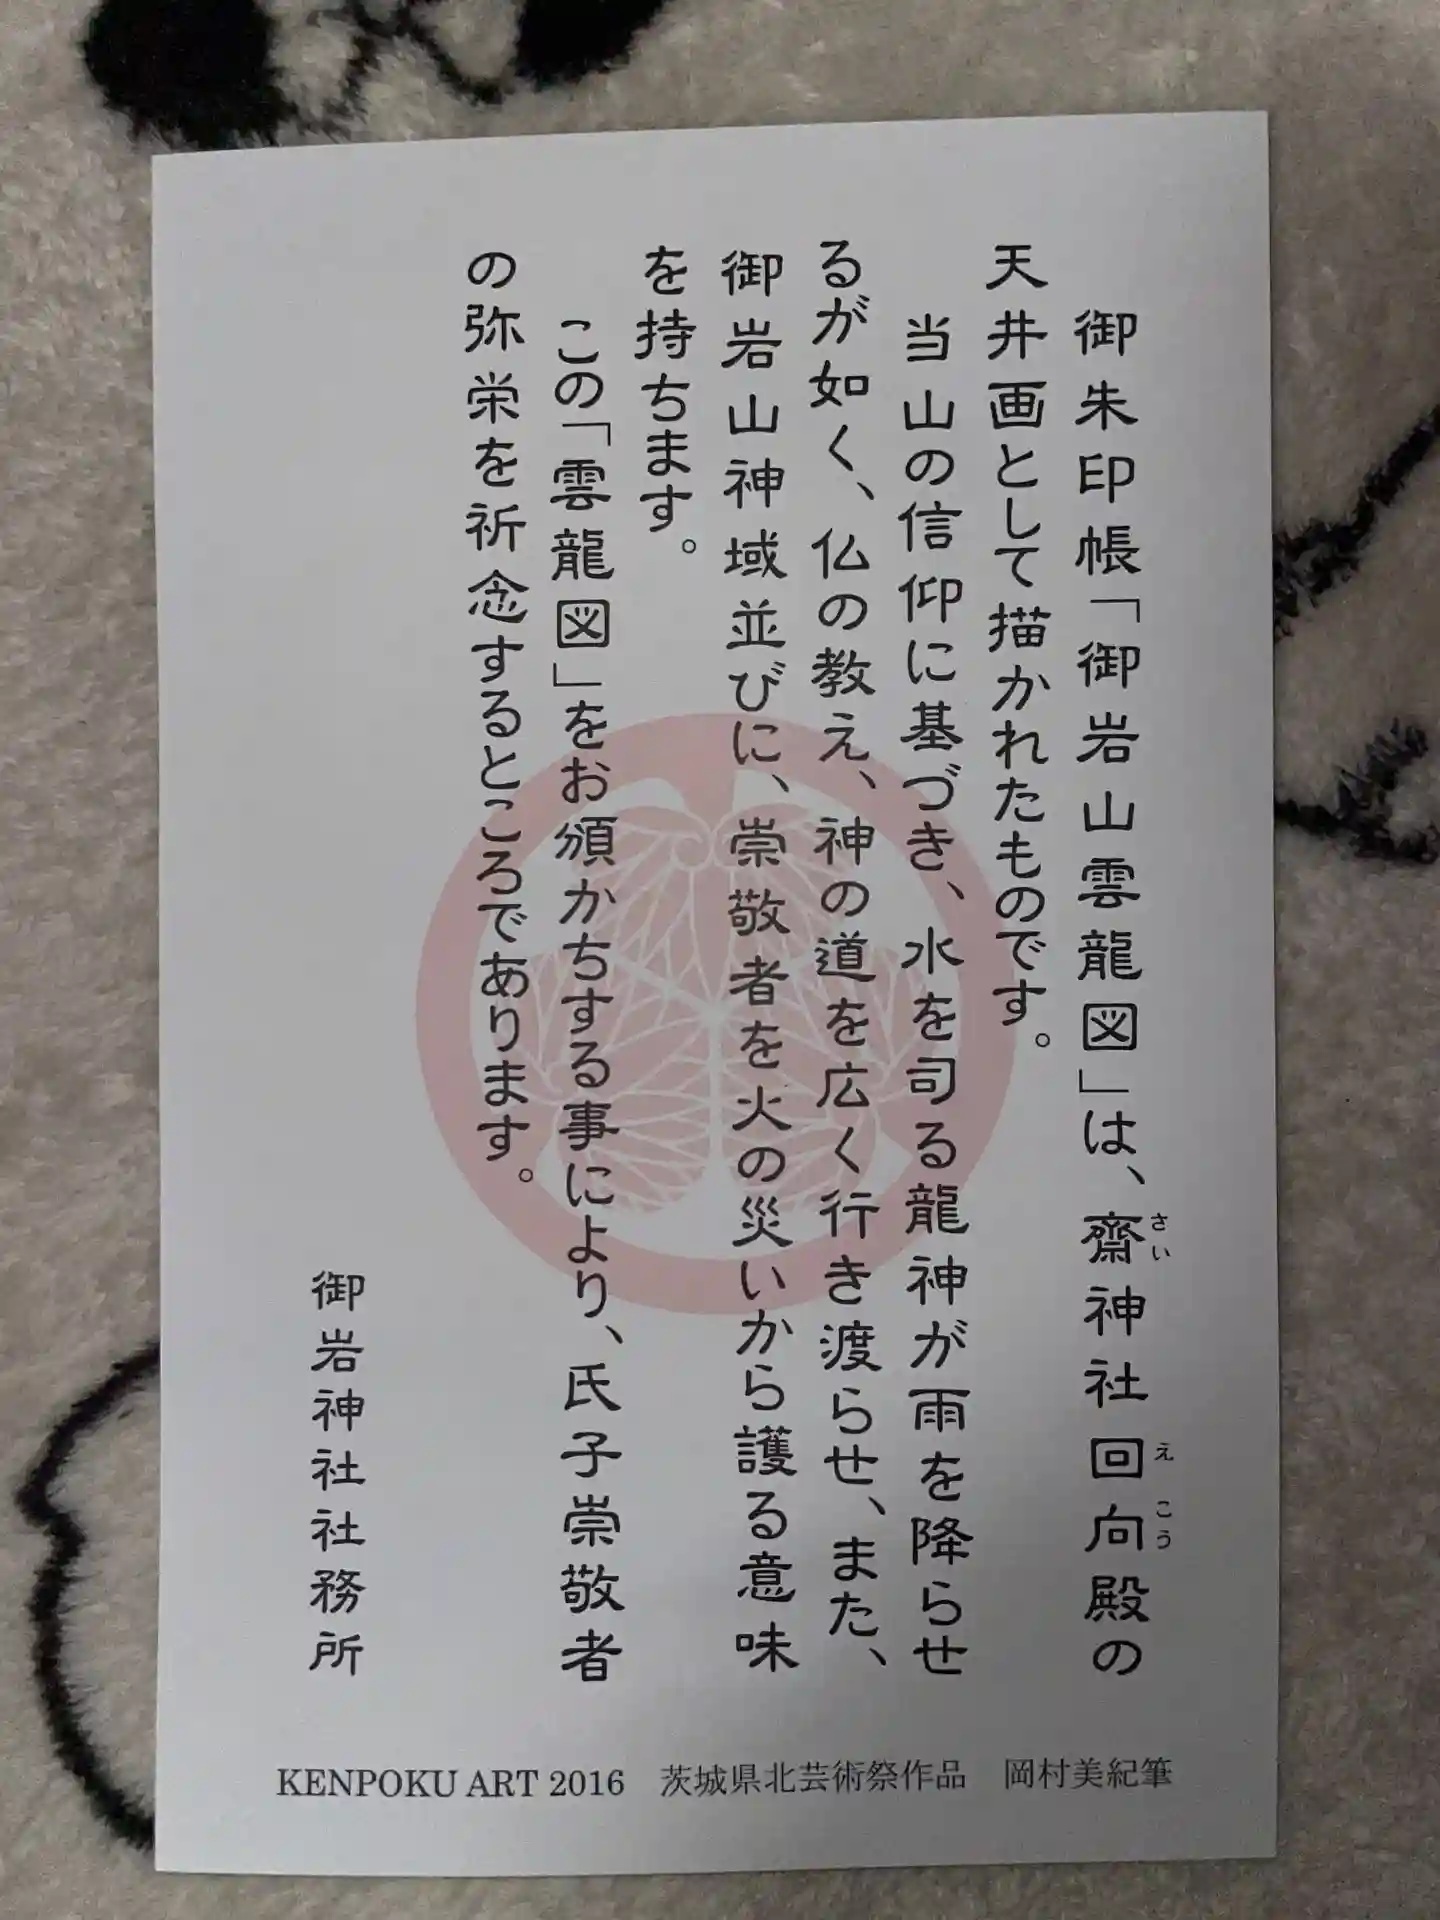 御朱印帳「御岩山雲龍図」は、齋神社回向殿の
さい
えこう
天井画として描かれたものです。
当山の信仰に基づき、水を司る龍神が雨を降らせ
るが如く、仏の教え、神の道を広く行き渡らせ、また、
御岩山神域並びに、崇敬者を火の災いから護る意味
を持ちます。
この「雲龍図」をお頒かちする事により、氏子崇敬者
の弥栄を祈念するところであります。
御岩神社社務所
KENPOKU ART 2016 茨城県北芸術祭作品 岡村美紀筆